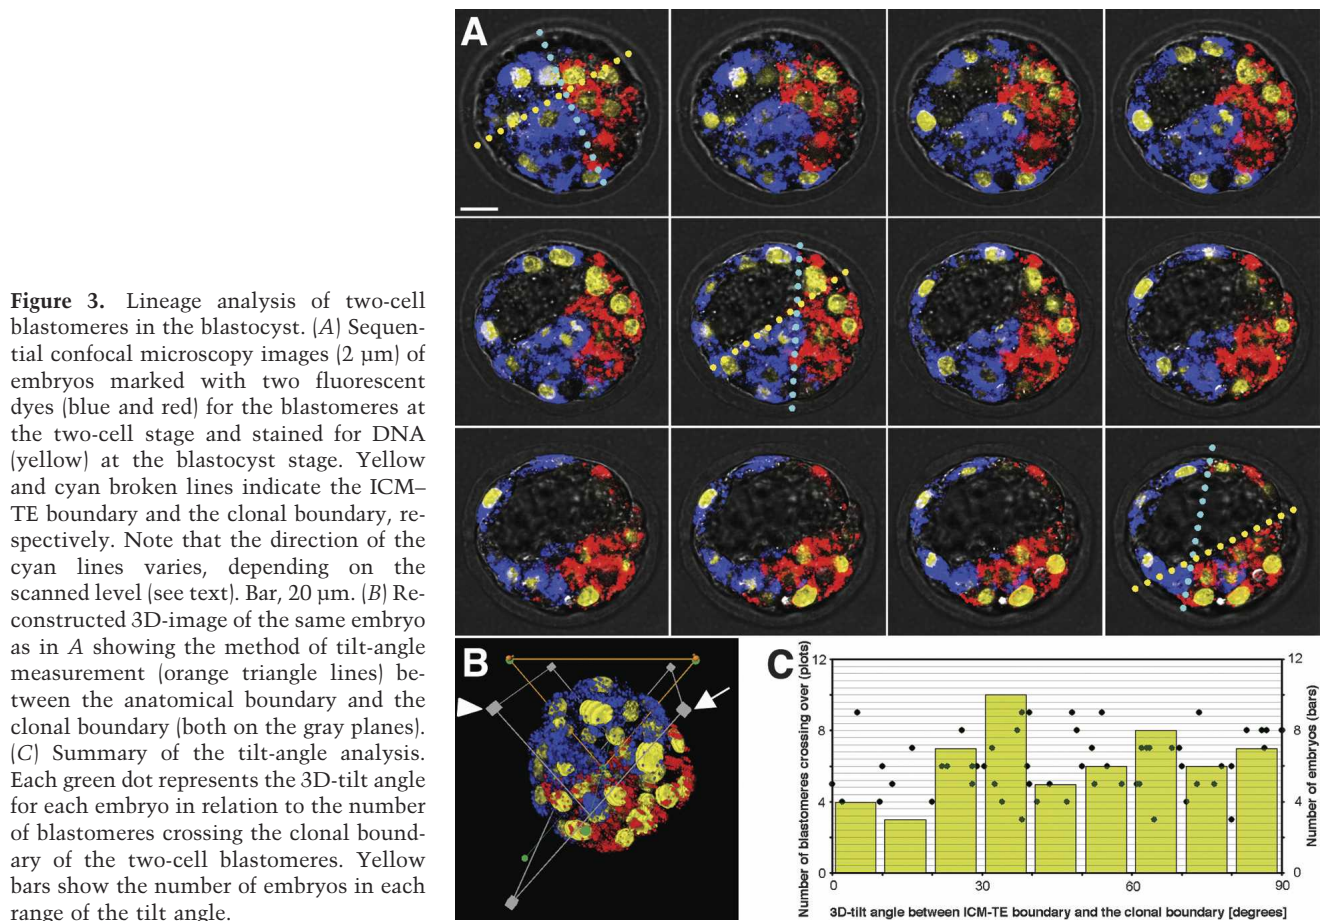 Figure 3. Lineage analysis of two-cell
blastomeres in the blastocyst. (A) Sequen-
tial confocal microscopy images (2 µm) of
embryos marked with two fluorescent
dyes (blue and red) for the blastomeres at
the two-cell stage and stained for DNA
(yellow) at the blastocyst stage. Yellow
and cyan broken lines indicate the ICM–
TE boundary and the clonal boundary, re-
spectively. Note that the direction of the
cyan lines varies, depending on the
scanned level (see text). Bar, 20 µm. (B) Re-
constructed 3D-image of the same embryo
as in A showing the method of tilt-angle
measurement (orange triangle lines) be-
tween the anatomical boundary and the
clonal boundary (both on the gray planes).
(C) Summary of the tilt-angle analysis.
Each green dot represents the 3D-tilt angle
for each embryo in relation to the number
of blastomeres crossing the clonal bound-
ary of the two-cell blastomeres. Yellow
bars show the number of embryos in each
range of the tilt angle.
A
B
C
Number of blastomeres crossing over (plots)
12
8
4
0
12
8
4
0
Number of embryos (bars)
0
30
60
90
3D-tilt angle between ICM-TE boundary and the clonal boundary [degrees]